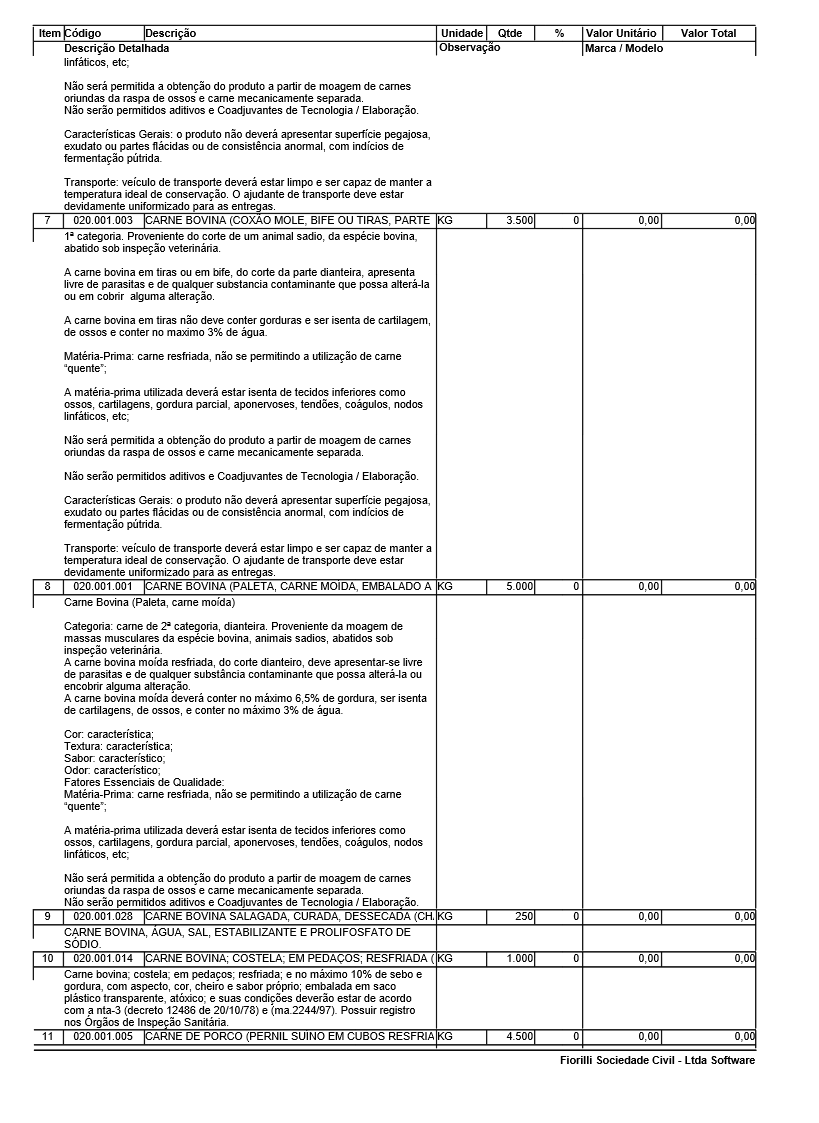 Item Código Descrição Unidade Qtde % Valor Unitário Valor Total
Descrição Detalhada Observação Marca / Modelo
linfáticos, etc;
Não será permitida a obtenção do produto a partir de moagem de carnes
oriundas da raspa de ossos e carne mecanicamente separada.
Não serão permitidos aditivos e Coadjuvantes de Tecnologia / Elaboração.
Características Gerais: o produto não deverá apresentar superfície pegajosa,
exudato ou partes flácidas ou de consistência anormal, com indícios de
fermentação pútrida.
Transporte: veículo de transporte deverá estar limpo e ser capaz de manter a
temperatura ideal de conservação. O ajudante de transporte deve estar
devidamente uniformizado para as entregas.
7 020.001.003 CARNE BOVINA (COXÃO MOLE, BIFE OU TIRAS, PARTE KG 3.500 0 0,00 0,00
1ª categoria. Proveniente do corte de um animal sadio, da espécie bovina,
abatido sob inspeção veterinária.
A carne bovina em tiras ou em bife, do corte da parte dianteira, apresenta
livre de parasitas e de qualquer substancia contaminante que possa alterá-la
ou em cobrir  alguma alteração.
A carne bovina em tiras não deve conter gorduras e ser isenta de cartilagem,
de ossos e conter no maximo 3% de água.
Matéria-Prima: carne resfriada, não se permitindo a utilização de carne
“quente”;
A matéria-prima utilizada deverá estar isenta de tecidos inferiores como
ossos, cartilagens, gordura parcial, aponervoses, tendões, coágulos, nodos
linfáticos, etc;
Não será permitida a obtenção do produto a partir de moagem de carnes
oriundas da raspa de ossos e carne mecanicamente separada.
Não serão permitidos aditivos e Coadjuvantes de Tecnologia / Elaboração.
Características Gerais: o produto não deverá apresentar superfície pegajosa,
exudato ou partes flácidas ou de consistência anormal, com indícios de
fermentação pútrida.
Transporte: veículo de transporte deverá estar limpo e ser capaz de manter a
temperatura ideal de conservação. O ajudante de transporte deve estar
devidamente uniformizado para as entregas.
8 020.001.001 CARNE BOVINA (PALETA, CARNE MOÍDA, EMBALADO A KG 5.000 0 0,00 0,00
Carne Bovina (Paleta, carne moída)
Categoria: carne de 2ª categoria, dianteira. Proveniente da moagem de
massas musculares da espécie bovina, animais sadios, abatidos sob
inspeção veterinária.
A carne bovina moída resfriada, do corte dianteiro, deve apresentar-se livre
de parasitas e de qualquer substância contaminante que possa alterá-la ou
encobrir alguma alteração.
A carne bovina moída deverá conter no máximo 6,5% de gordura, ser isenta
de cartilagens, de ossos, e conter no máximo 3% de água.
Cor: característica;
Textura: característica;
Sabor: característico;
Odor: característico;
Fatores Essenciais de Qualidade:
Matéria-Prima: carne resfriada, não se permitindo a utilização de carne
“quente”;
A matéria-prima utilizada deverá estar isenta de tecidos inferiores como
ossos, cartilagens, gordura parcial, aponervoses, tendões, coágulos, nodos
linfáticos, etc;
Não será permitida a obtenção do produto a partir de moagem de carnes
oriundas da raspa de ossos e carne mecanicamente separada.
Não serão permitidos aditivos e Coadjuvantes de Tecnologia / Elaboração.
9 020.001.028 CARNE BOVINA SALAGADA, CURADA, DESSECADA (CH. KG 250 0 0,00 0,00
CARNE BOVINA, ÁGUA, SAL, ESTABILIZANTE E PROLIFOSFATO DE
SÓDIO.
10 020.001.014 CARNE BOVINA; COSTELA; EM PEDAÇOS; RESFRIADA ( KG 1.000 0 0,00 0,00
Carne bovina; costela; em pedaços; resfriada; e no máximo 10% de sebo e
gordura, com aspecto, cor, cheiro e sabor próprio; embalada em saco
plástico transparente, atóxico; e suas condições deverão estar de acordo
com a nta-3 (decreto 12486 de 20/10/78) e (ma.2244/97). Possuir registro
nos Órgãos de Inspeção Sanitária.
11 020.001.005 CARNE DE PORCO (PERNIL SUINO EM CUBOS RESFRIA KG 4.500 0 0,00 0,00
Fiorilli Sociedade Civil - Ltda Software